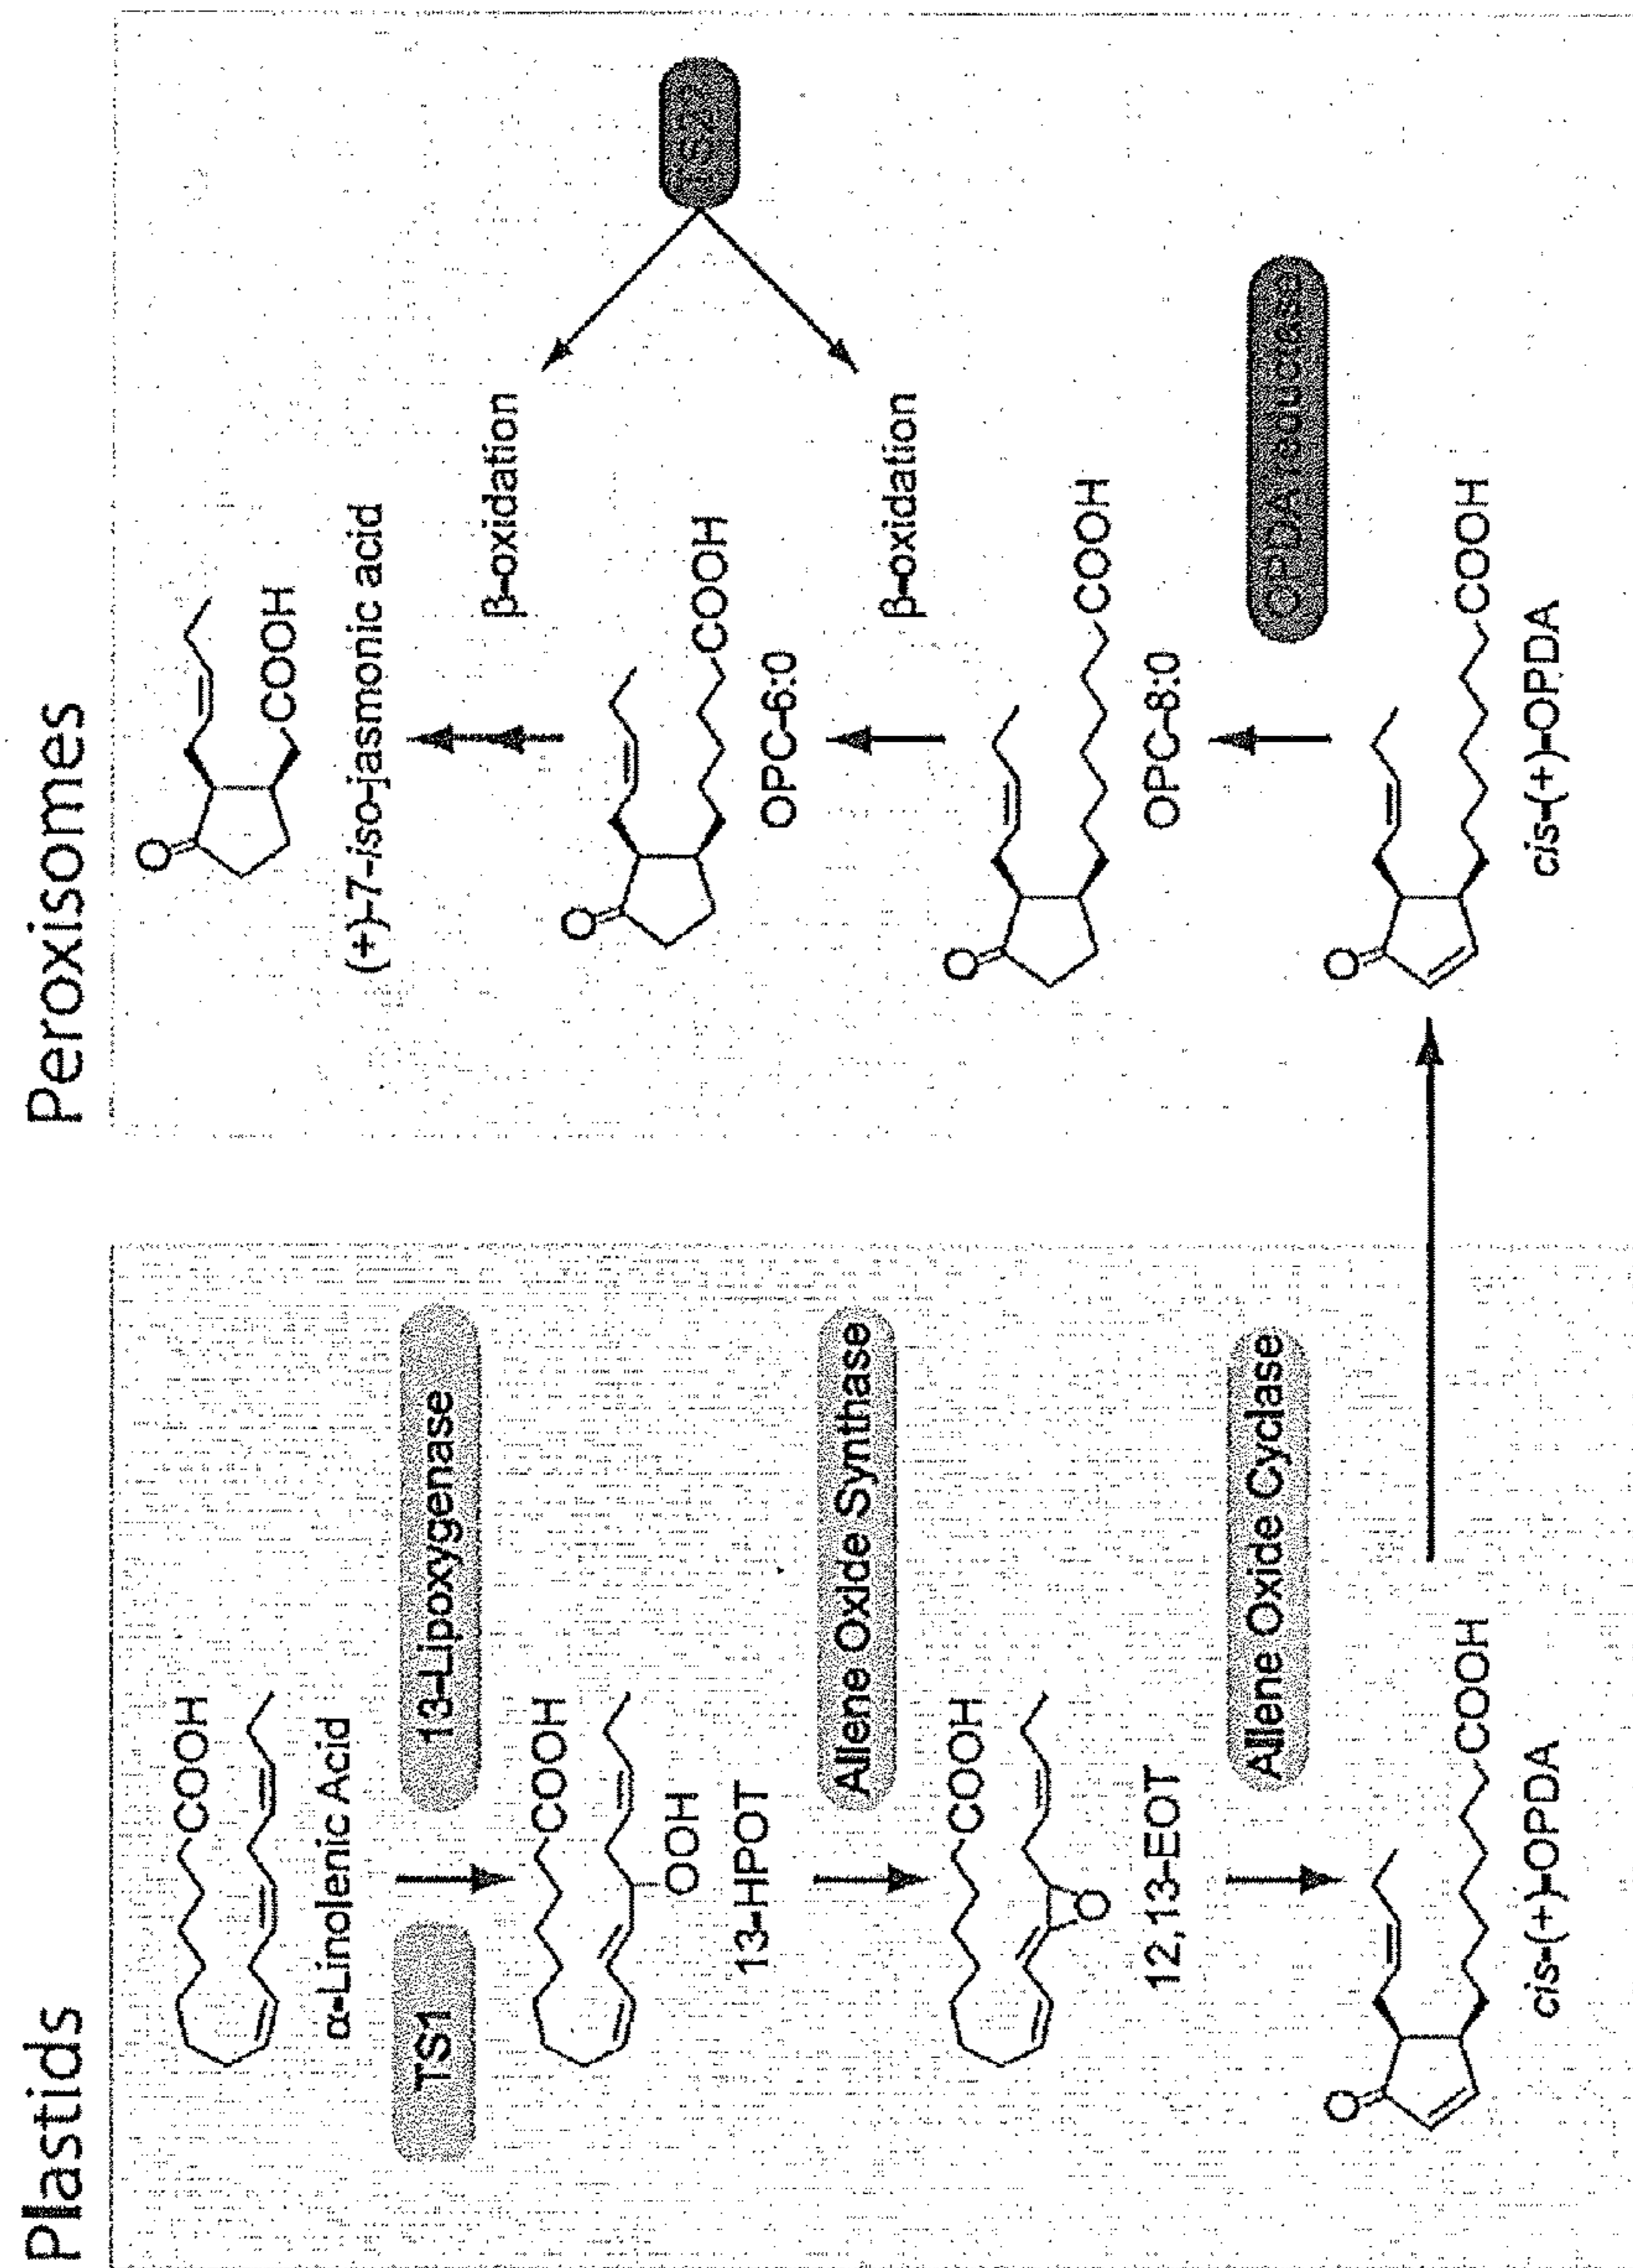 Plastids
COOH
α-Linolenic Acid
TS1
13-Lipoxygenase
COOH
OOH
13-HPOT
Allene Oxide Synthase
COOH
O
12,13-EOT
Allene Oxide Cyclase
O
COOH
cis-(+)-OPDA
Peroxisomes
O
COOH
(+)-7-iso-jasmonic acid
β-oxidation
O
COOH
OPC-6:0
β-oxidation
O
COOH
OPC-8:0
OPDA reductase
O
COOH
cis-(+)-OPDA